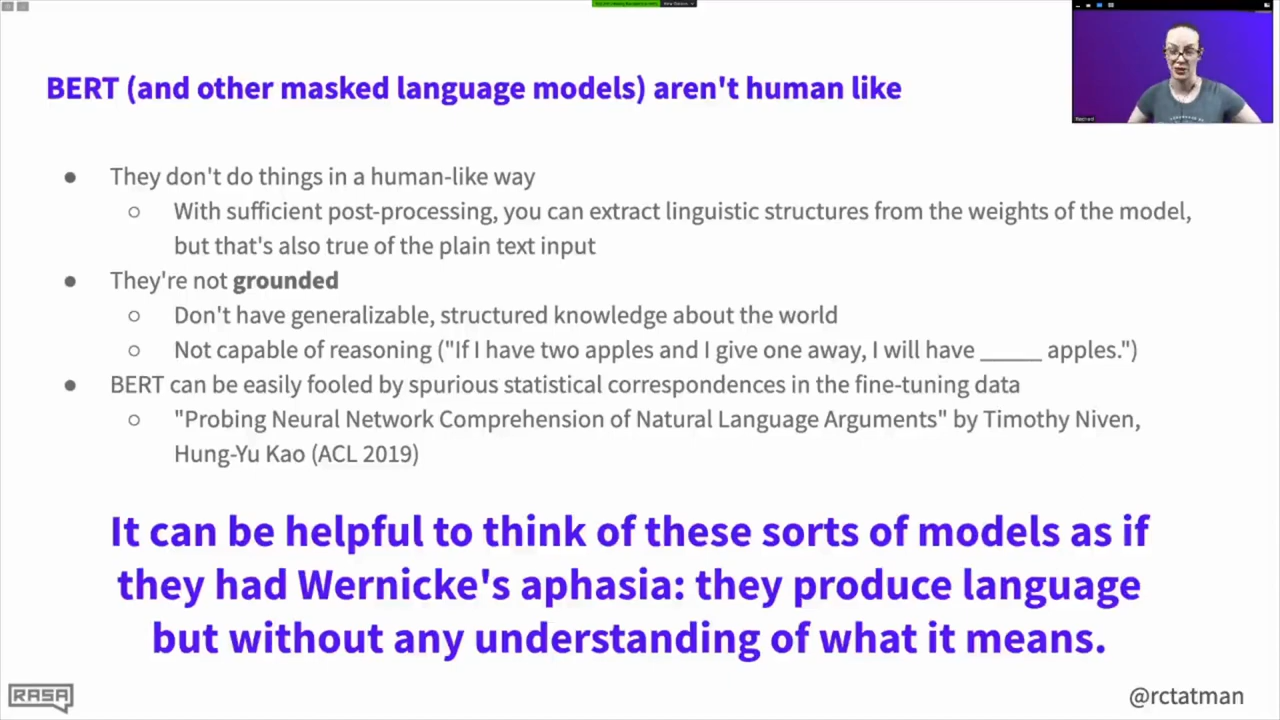 BERT (and other masked language models) aren't human like
● They don't do things in a human-like way
○ With sufficient post-processing, you can extract linguistic structures from the weights of the model,
but that's also true of the plain text input
● They're not grounded
○ Don't have generalizable, structured knowledge about the world
○ Not capable of reasoning ("If I have two apples and I give one away, I will have _____ apples.")
● BERT can be easily fooled by spurious statistical correspondences in the fine-tuning data
○ "Probing Neural Network Comprehension of Natural Language Arguments" by Timothy Niven,
Hung-Yu Kao (ACL 2019)
It can be helpful to think of these sorts of models as if
they had Wernicke's aphasia: they produce language
but without any understanding of what it means.
RASA
@rctatman